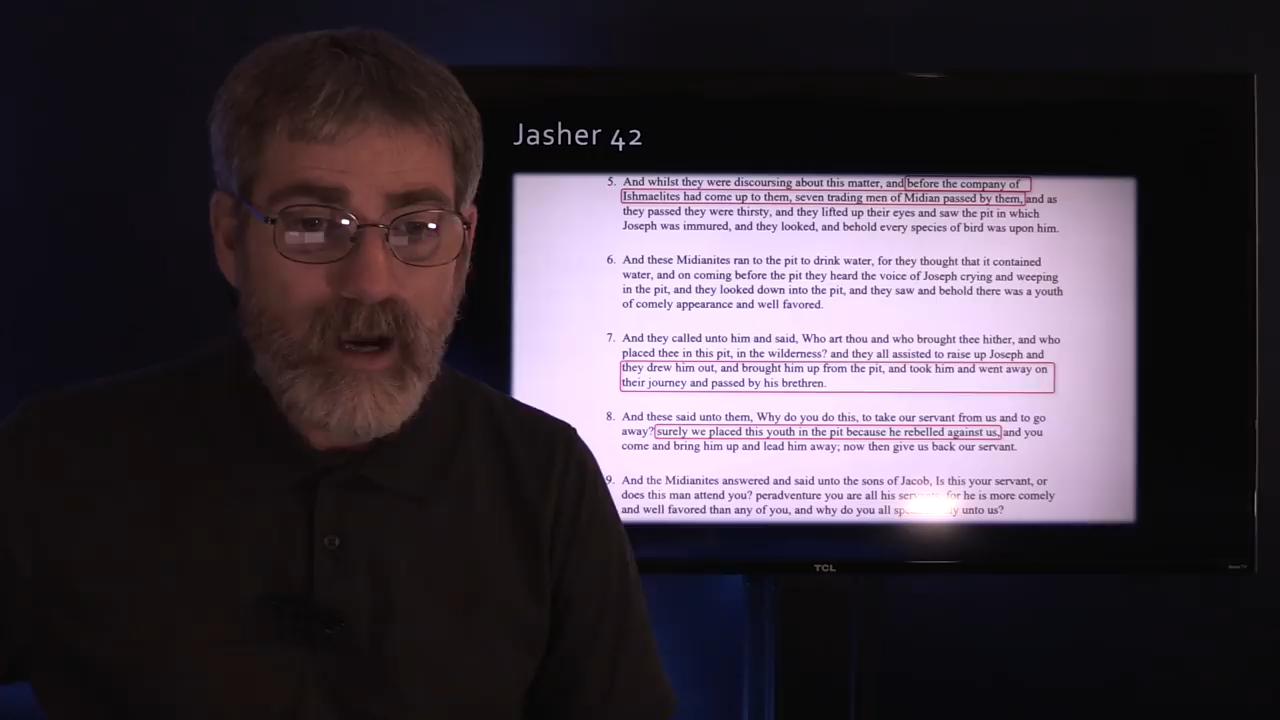 Jasher 42
5. And whilst they were discoursing about this matter, and before the company of
Ishmaelites had come up to them, seven trading men of Midian passed by them, and as
they passed they were thirsty, and they lifted up their eyes and saw the pit in which
Joseph was immured, and they looked, and behold every species of bird was upon him.
6. And these Midianites ran to the pit to drink water, for they thought that it contained
water, and on coming before the pit they heard the voice of Joseph crying and weeping
in the pit, and they looked down into the pit, and they saw and behold there was a youth
of comely appearance and well favored.
7. And they called unto him and said, Who art thou and who brought thee hither, and who
placed thee in this pit, in the wilderness? and they all assisted to raise up Joseph and
they drew him out, and brought him up from the pit, and took him and went away on
their journey and passed by his brethren.
8. And these said unto them, Why do you do this, to take our servant from us and to go
away? surely we placed this youth in the pit because he rebelled against us, and you
come and bring him up and lead him away; now then give us back our servant.
9. And the Midianites answered and said unto the sons of Jacob, Is this your servant, or
does this man attend you? peradventure you are all his for he is more comely
and well favored than any of you, and why do you all unto us?
TCL